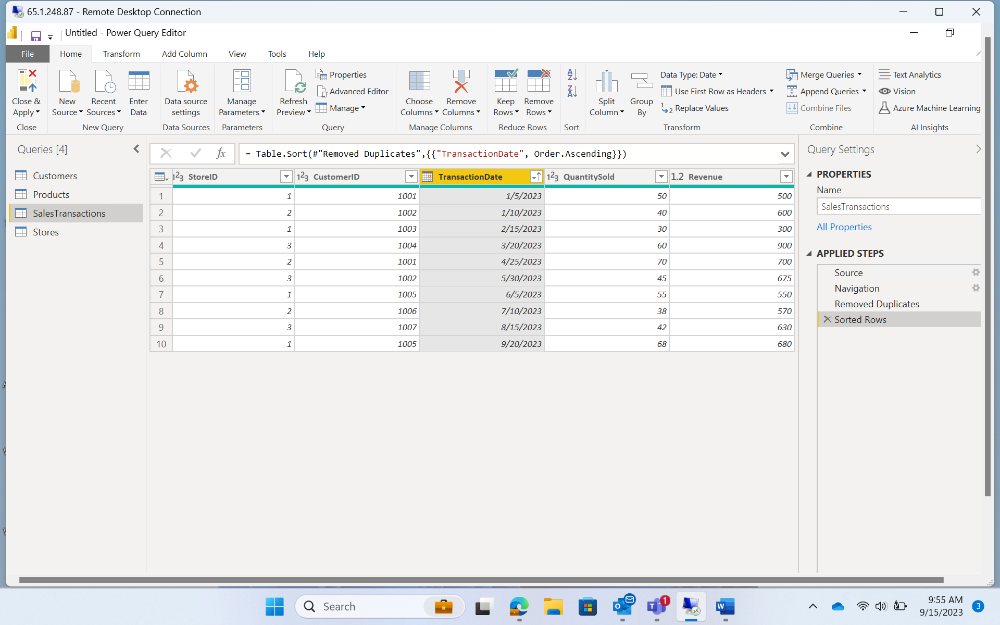 65.1.248.87 - Remote Desktop Connection
Untitled - Power Query Editor
File Home Transform Add Column View Tools Help
Close & Apply
New Source
Recent Sources
Enter Data
Data source settings
Manage Parameters
Refresh Preview
Properties
Advanced Editor
Manage
Choose Columns
Remove Columns
Keep Rows
Remove Rows
Split Column
Group By
Data Type: Date
Use First Row as Headers
Replace Values
Merge Queries
Append Queries
Combine Files
Text Analytics
Vision
Azure Machine Learning
Close New Query Data Sources Parameters Query Manage Columns Reduce Rows Sort Transform Combine AI Insights
Queries [4]
Customers
Products
SalesTransactions
Stores
fx = Table.Sort(#"Removed Duplicates",{{"TransactionDate", Order.Ascending}})
123 StoreID 123 CustomerID TransactionDate 123 QuantitySold 1.2 Revenue
1 1 1001 1/5/2023 50 500
2 2 1002 1/10/2023 40 600
3 1 1003 2/15/2023 30 300
4 3 1004 3/20/2023 60 900
5 2 1001 4/25/2023 70 700
6 3 1002 5/30/2023 45 675
7 1 1005 6/5/2023 55 550
8 2 1006 7/10/2023 38 570
9 3 1007 8/15/2023 42 630
10 1 1005 9/20/2023 68 680
Query Settings
PROPERTIES
Name
SalesTransactions
All Properties
APPLIED STEPS
Source
Navigation
Removed Duplicates
Sorted Rows
Search
1
9:55 AM
9/15/2023
3